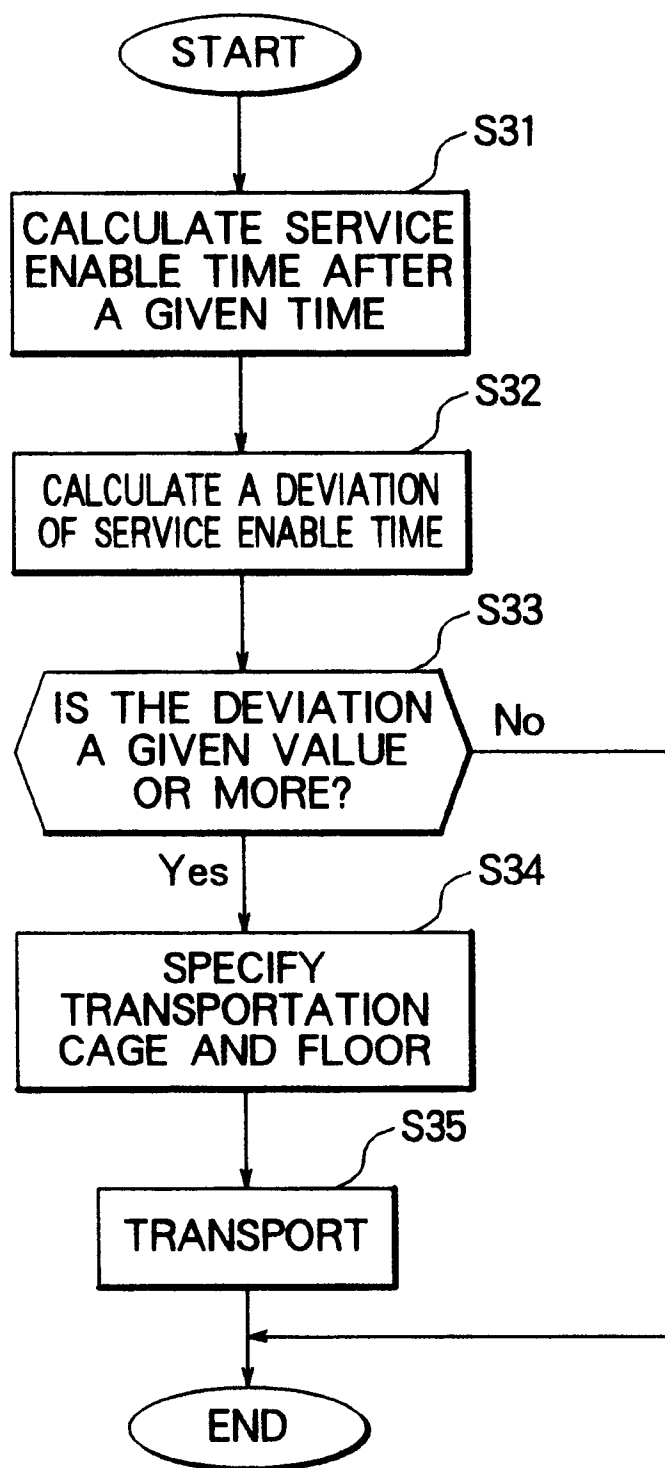 START
S31
CALCULATE SERVICE
ENABLE TIME AFTER
A GIVEN TIME
S32
CALCULATE A DEVIATION
OF SERVICE ENABLE TIME
S33
IS THE DEVIATION
A GIVEN VALUE
OR MORE?
No
Yes
S34
SPECIFY
TRANSPORTATION
CAGE AND FLOOR
S35
TRANSPORT
END